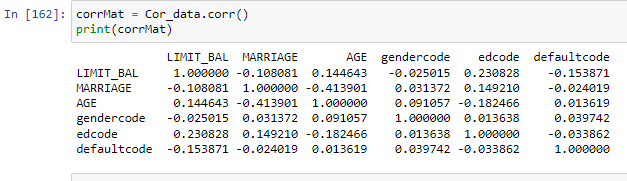 In [162]: corrMat = Cor_data.corr()
print(corrMat)
LIMIT_BAL MARRIAGE AGE gendercode edcode defaultcode
LIMIT_BAL 1.000000 -0.108081 0.144643 -0.025015 0.230828 -0.153871
MARRIAGE -0.108081 1.000000 -0.413901 0.031372 0.149210 -0.024019
AGE 0.144643 -0.413901 1.000000 0.091057 -0.182466 0.013619
gendercode -0.025015 0.031372 0.091057 1.000000 0.013638 0.039742
edcode 0.230828 0.149210 -0.182466 0.013638 1.000000 -0.033862
defaultcode -0.153871 -0.024019 0.013619 0.039742 -0.033862 1.000000